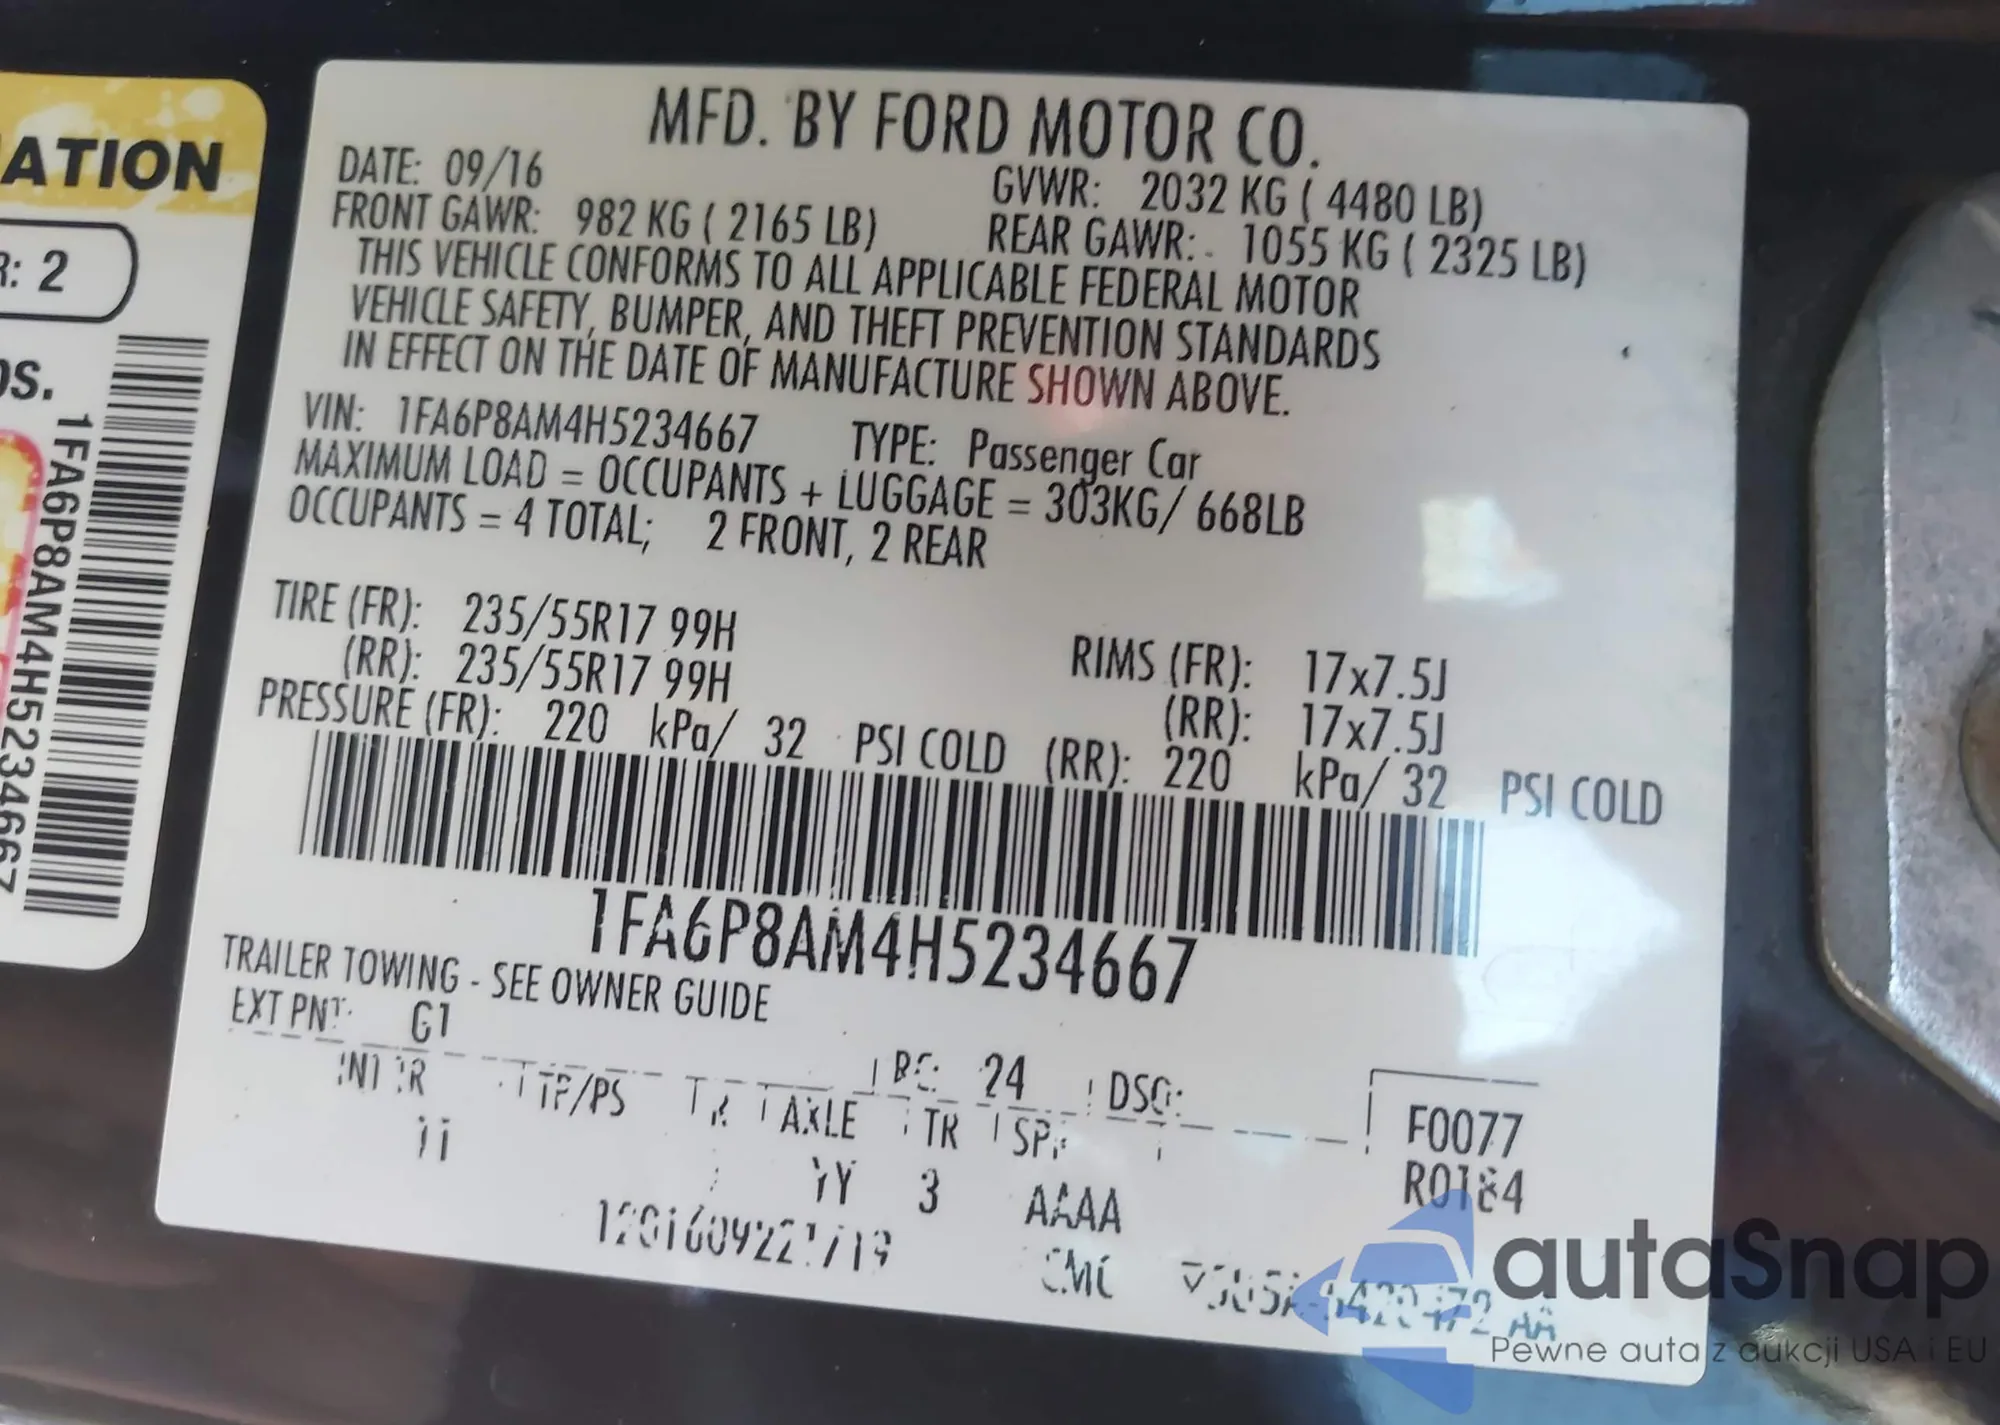 ATION
R: 2
os.
1FA6P8AM4H5234667
MFD. BY FORD MOTOR CO.
DATE: 09/16
GVWR: 2032 KG ( 4480 LB)
FRONT GAWR: 982 KG ( 2165 LB)
REAR GAWR: 1055 KG ( 2325 LB)
THIS VEHICLE CONFORMS TO ALL APPLICABLE FEDERAL MOTOR
VEHICLE SAFETY, BUMPER, AND THEFT PREVENTION STANDARDS
IN EFFECT ON THE DATE OF MANUFACTURE SHOWN ABOVE.
VIN: 1FA6P8AM4H5234667 TYPE: Passenger Car
MAXIMUM LOAD = OCCUPANTS + LUGGAGE = 303KG/ 668LB
OCCUPANTS = 4 TOTAL; 2 FRONT, 2 REAR
TIRE (FR): 235/55R17 99H
RIMS (FR): 17x7.5J
(RR): 235/55R17 99H
(RR): 17x7.5J
PRESSURE (FR): 220 kPa/ 32 PSI COLD (RR): 220 kPa/ 32 PSI COLD
1FA6P8AM4H5234667
TRAILER TOWING - SEE OWNER GUIDE
EXT PNT: G1
24 DSO:
F0077
TP/PS
AXLE TR
3 AAAA
autaSnap
Pewne auta z aukcji USA i EU